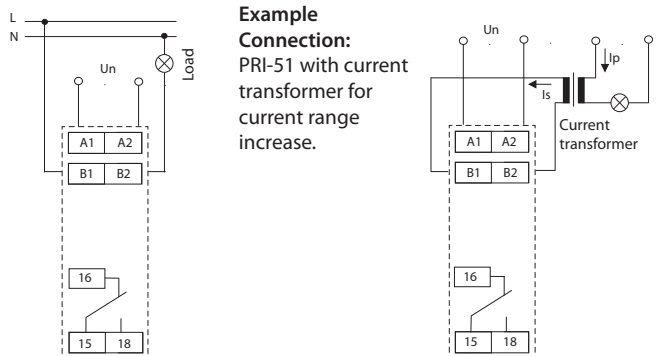 L
N
Un
Load
A1 A2
B1 B2
16
15 18
Example
Connection:
PRI-51 with current
transformer for
current range
increase.
Un
Ip
Is
Current
transformer
A1 A2
B1 B2
16
15 18